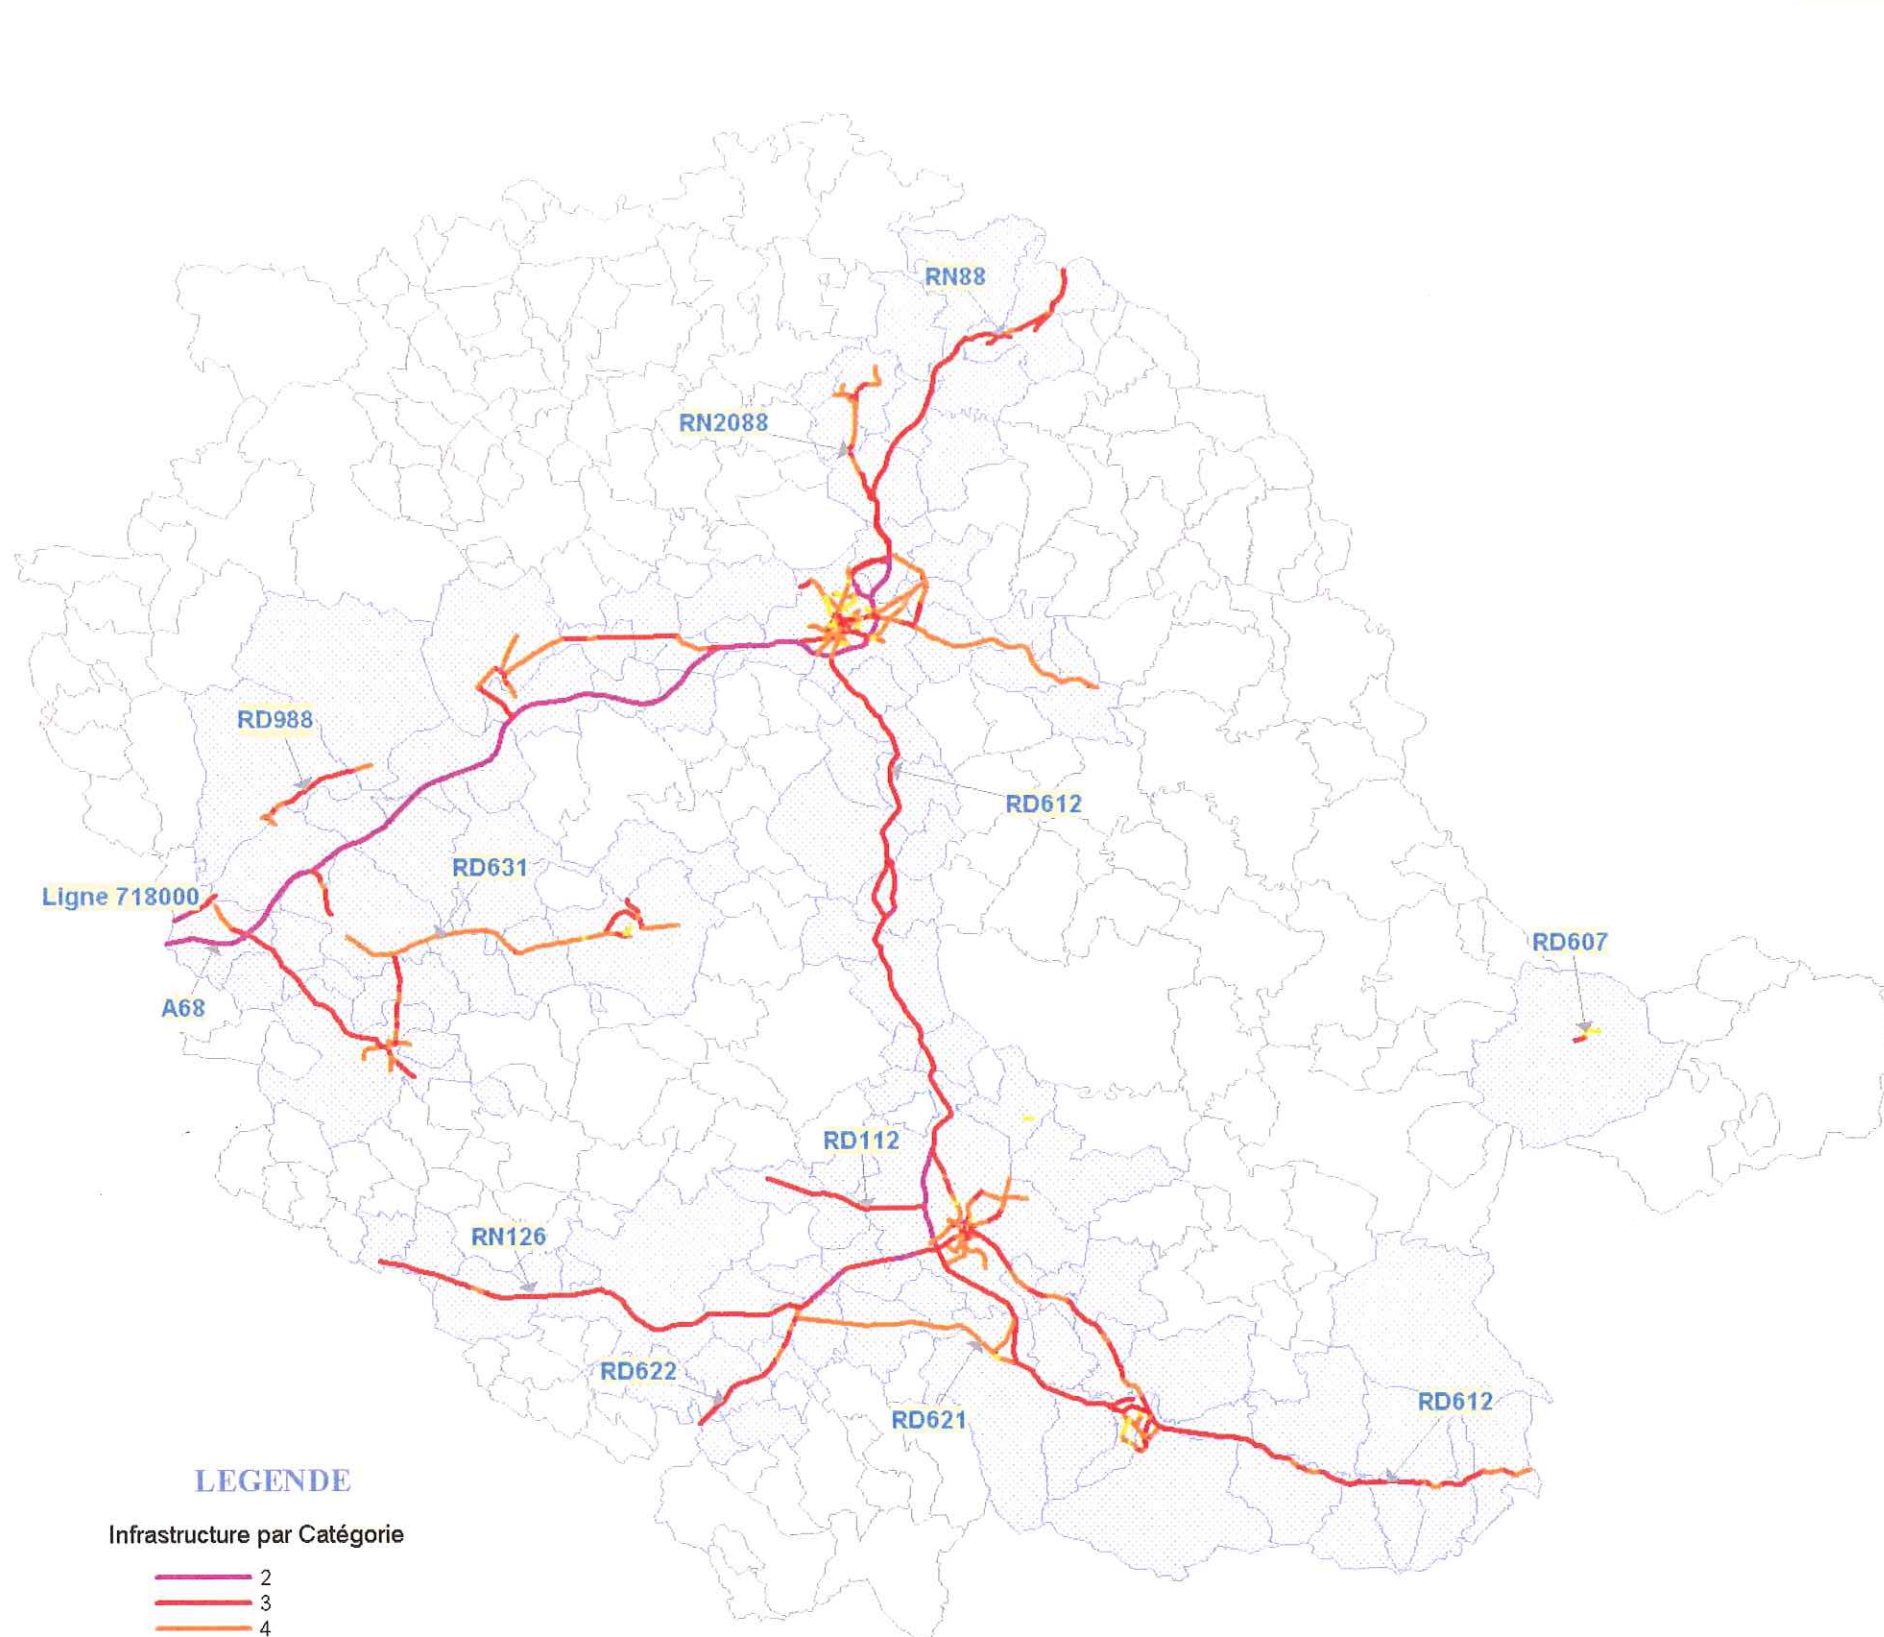 RN88
RN2088
RD988
RD612
RD631
Ligne 718000
RD607
A68
RD112
RN126
RD622
RD612
RD621
LEGENDE
Infrastructure par Catégorie
2
3
4